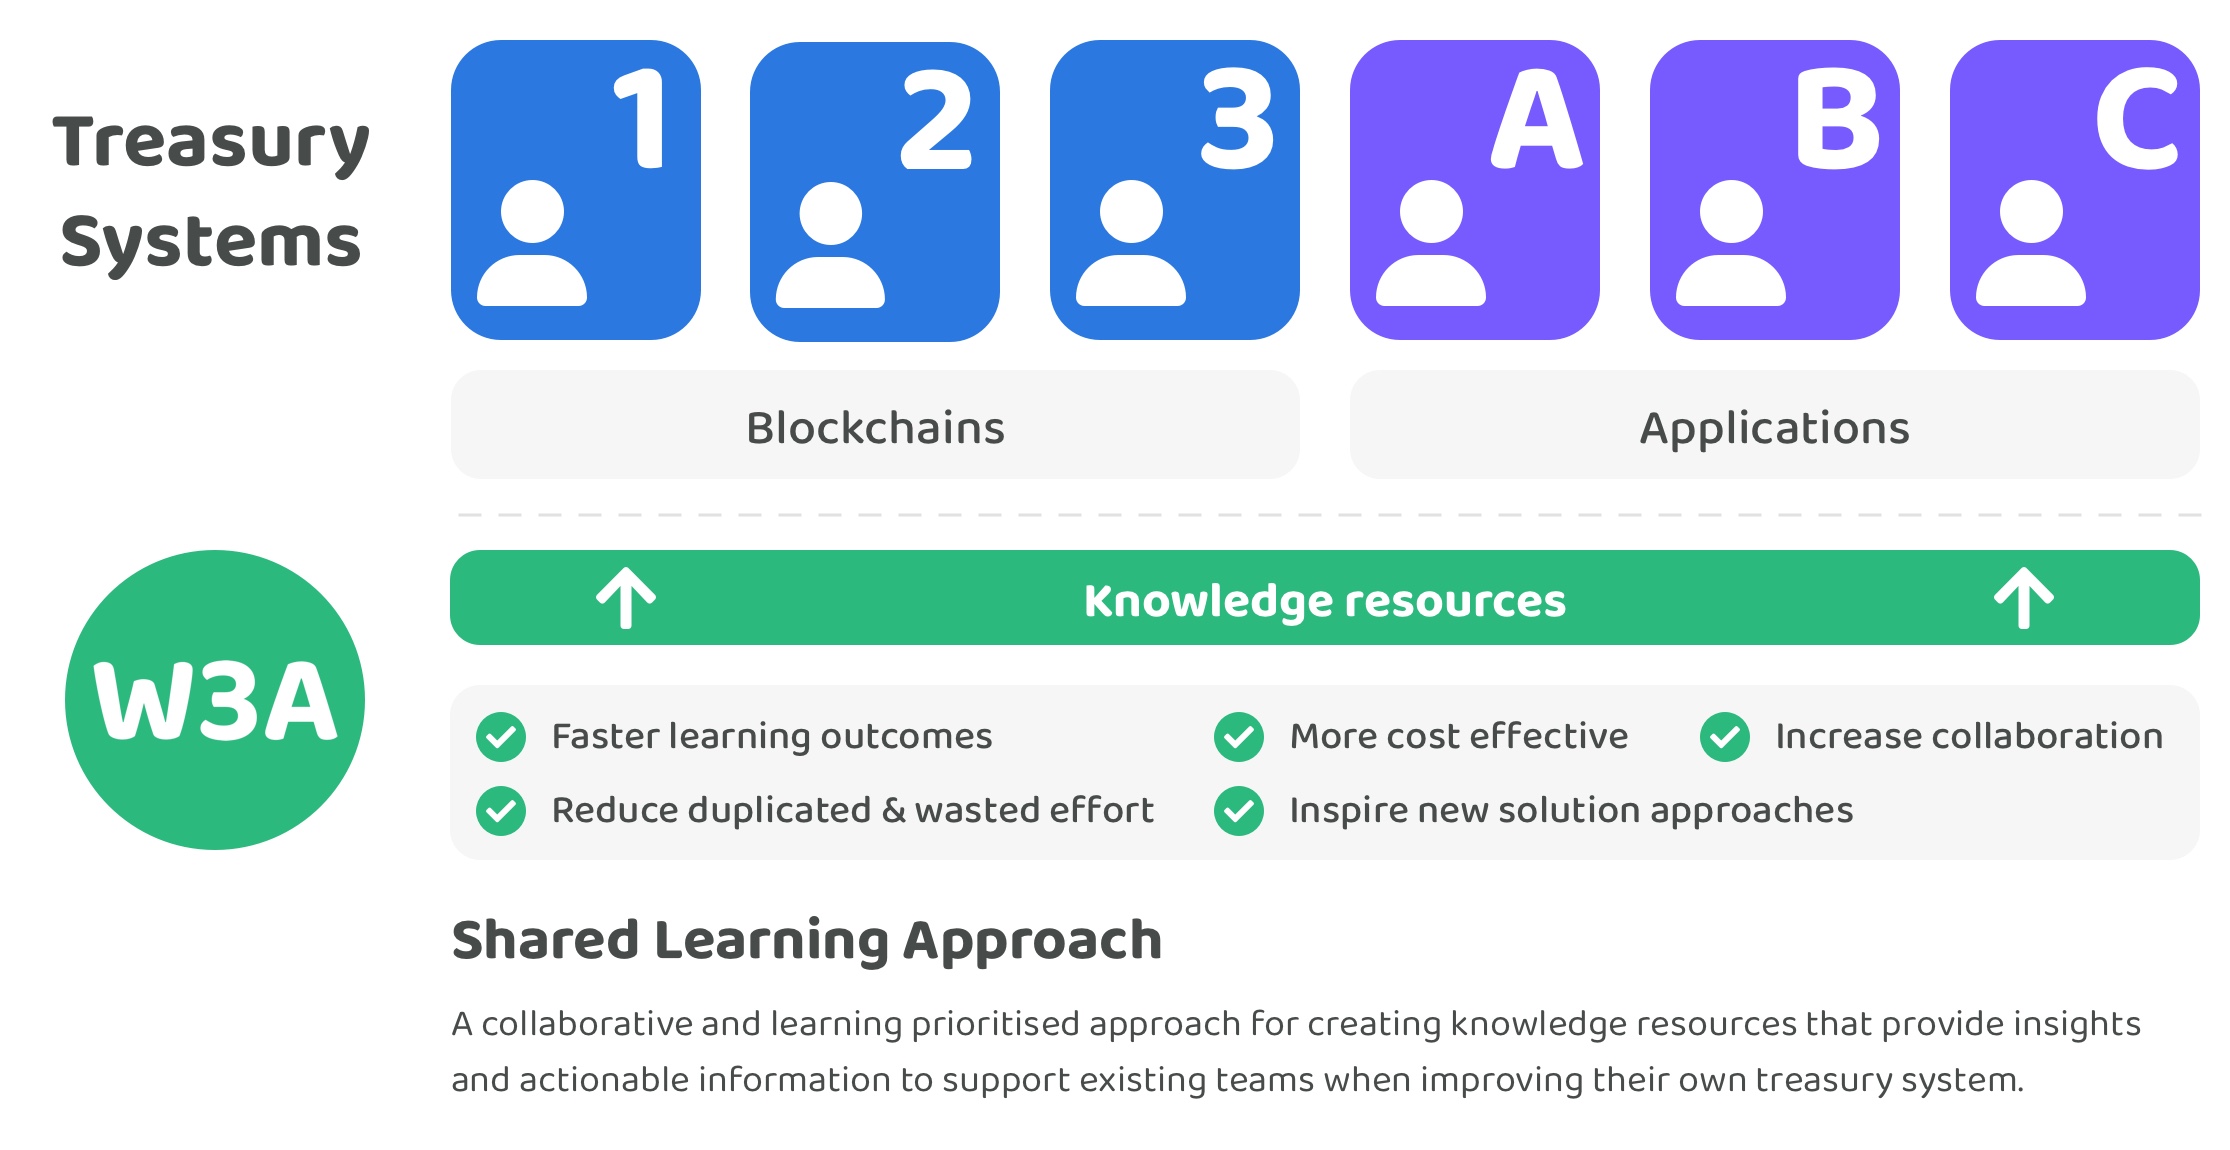 Treasury
Systems
1
2
3
A
B
C
Blockchains
Applications
W3A
Knowledge resources
Faster learning outcomes
More cost effective
Increase collaboration
Reduce duplicated & wasted effort
Inspire new solution approaches
Shared Learning Approach
A collaborative and learning prioritised approach for creating knowledge resources that provide insights
and actionable information to support existing teams when improving their own treasury system.